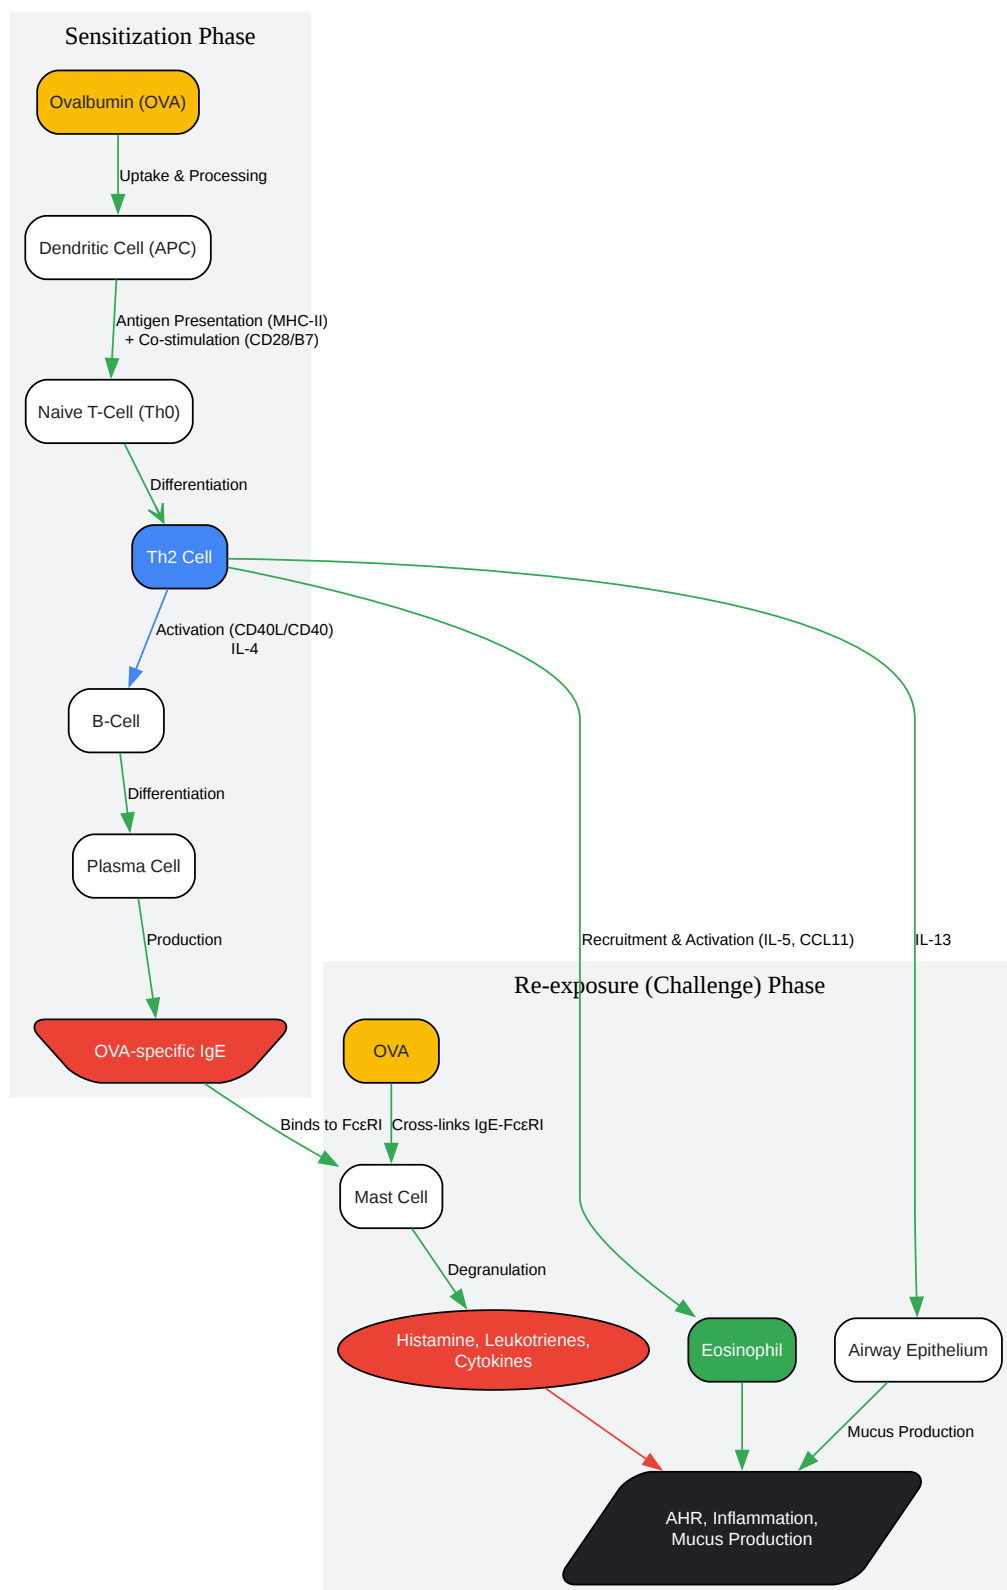 Sensitization Phase
Ovalbumin (OVA)
Uptake & Processing
Dendritic Cell (APC)
Antigen Presentation (MHC-II)
+ Co-stimulation (CD28/B7)
Naive T-Cell (Th0)
Differentiation
Th2 Cell
Activation (CD40L/CD40)
IL-4
B-Cell
Differentiation
Plasma Cell
Production
OVA-specific IgE
Recruitment & Activation (IL-5, CCL11)
IL-13
Re-exposure (Challenge) Phase
OVA
Binds to FcεRI
Cross-links IgE-FcεRI
Mast Cell
Degranulation
Histamine, Leukotrienes,
Cytokines
Eosinophil
Airway Epithelium
Mucus Production
AHR, Inflammation,
Mucus Production